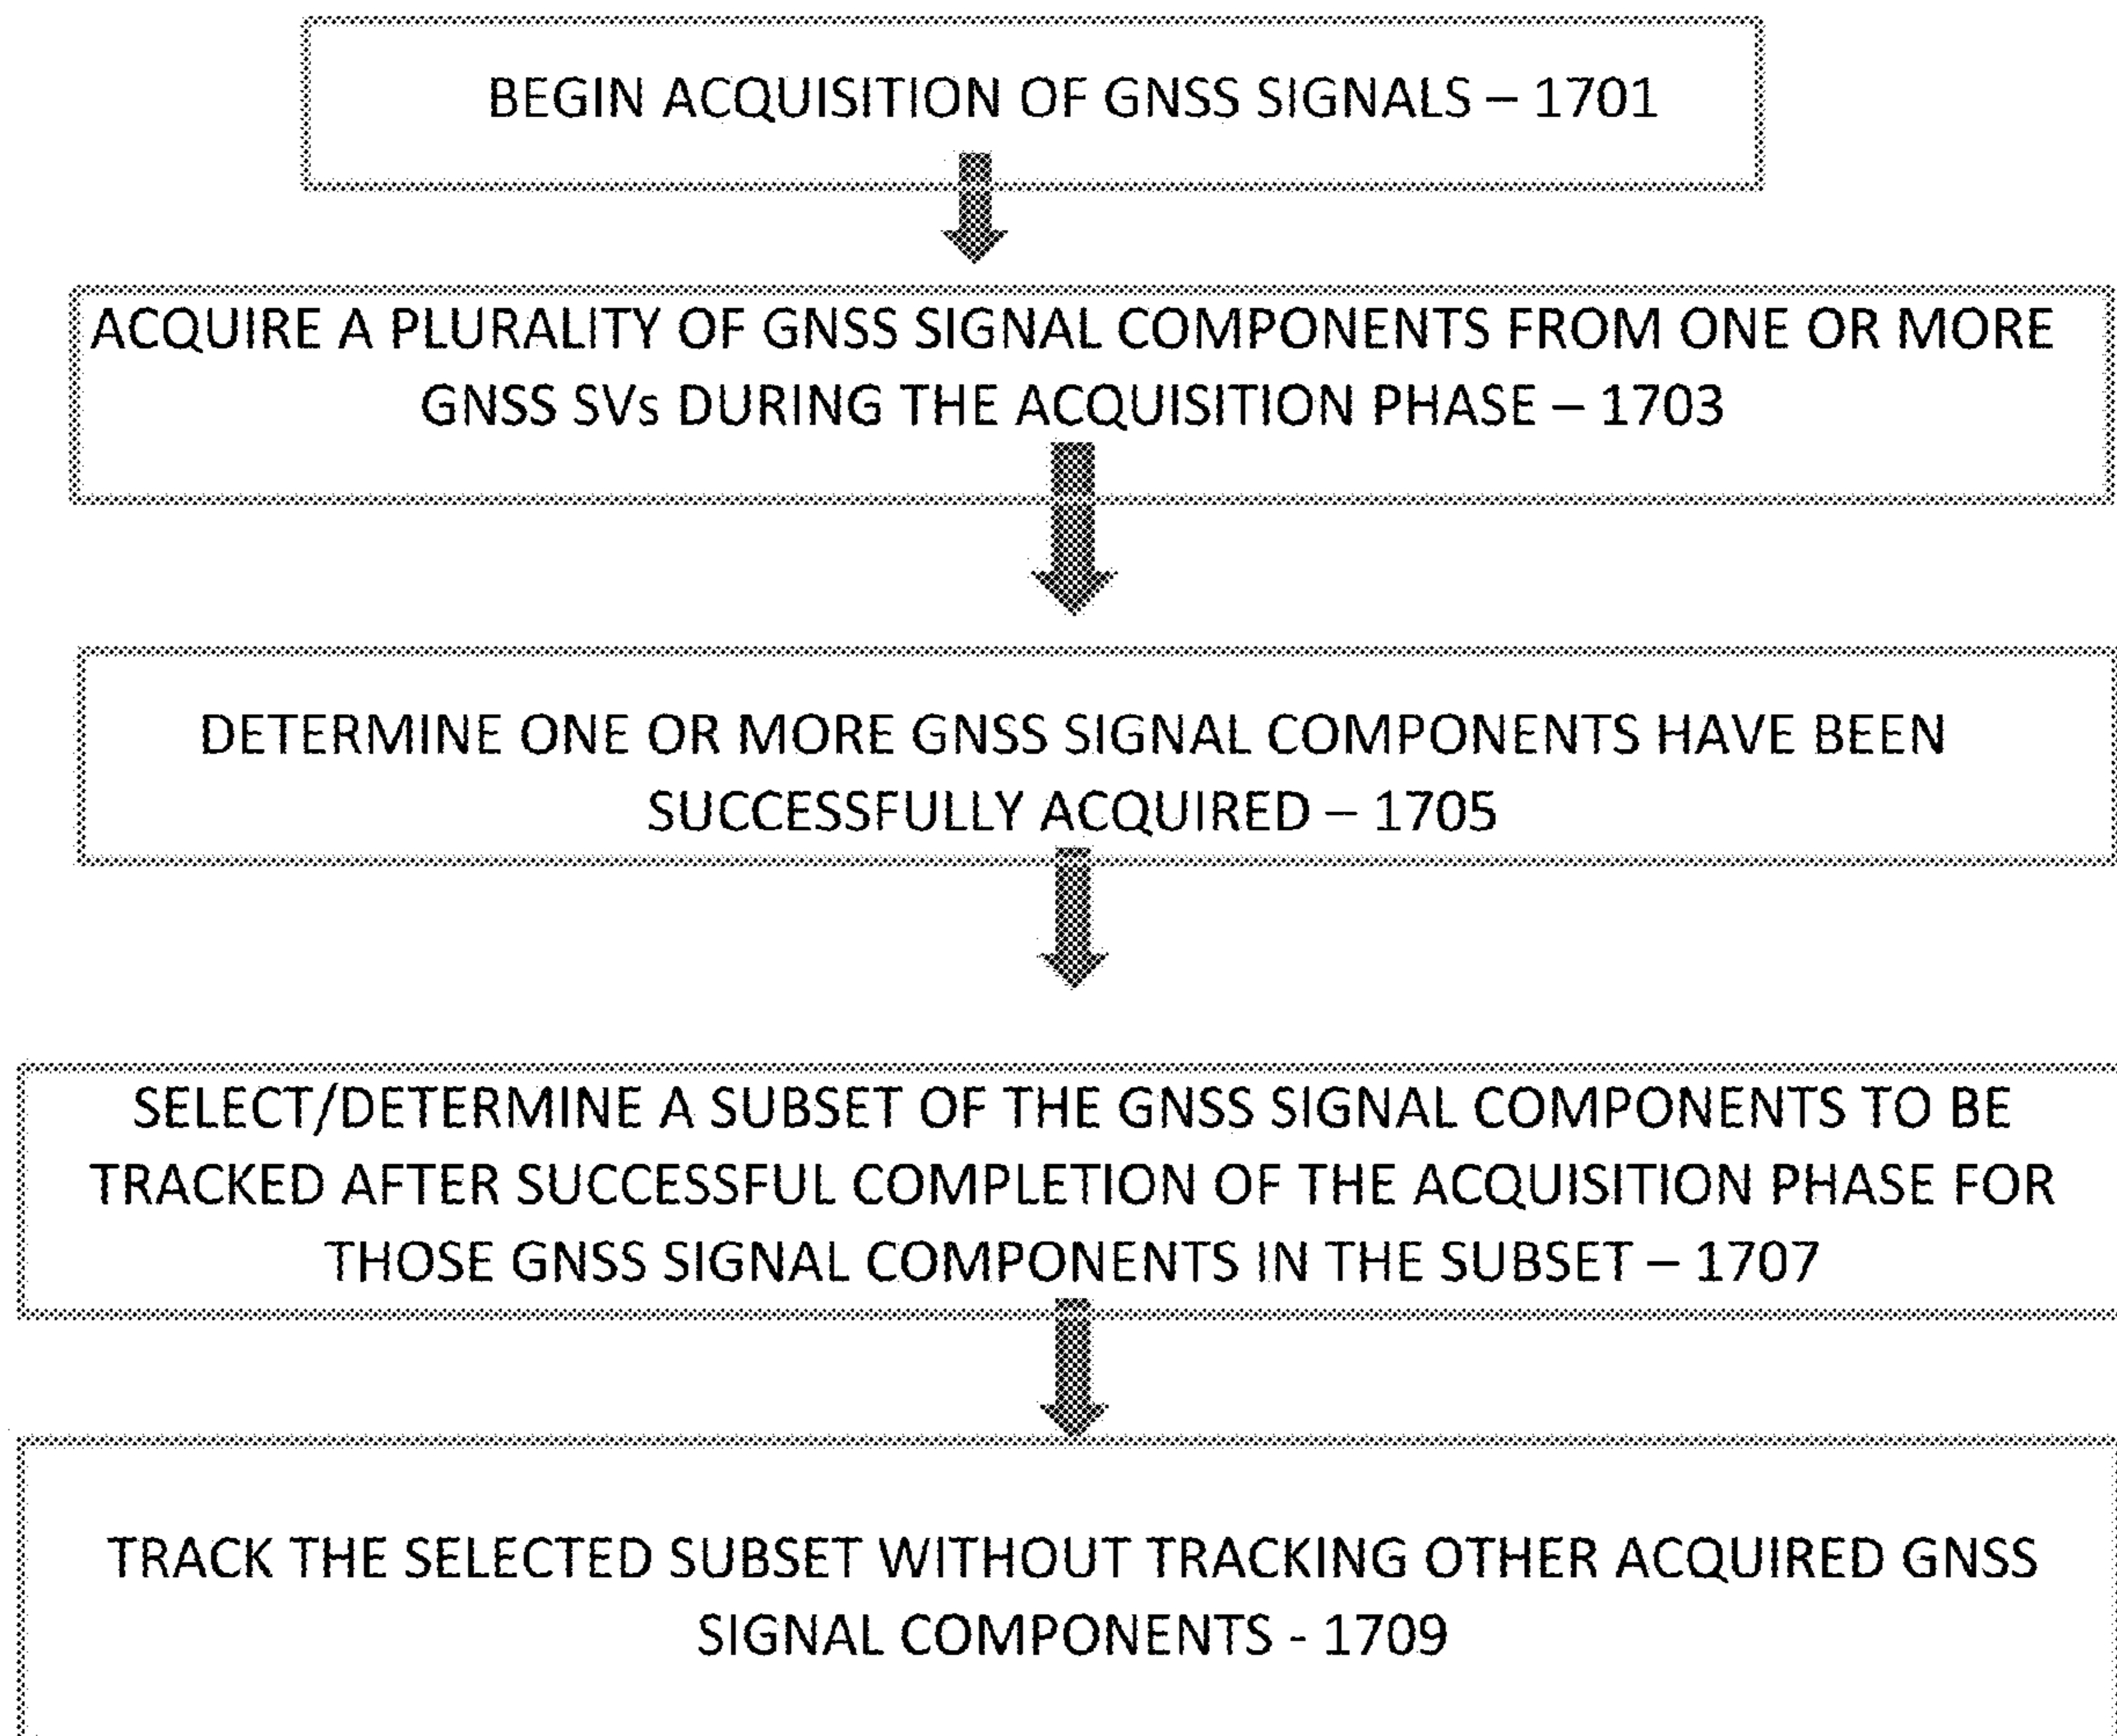 BEGIN ACQUISITION OF GNSS SIGNALS – 1701
ACQUIRE A PLURALITY OF GNSS SIGNAL COMPONENTS FROM ONE OR MORE
GNSS SVs DURING THE ACQUISITION PHASE – 1703
DETERMINE ONE OR MORE GNSS SIGNAL COMPONENTS HAVE BEEN
SUCCESSFULLY ACQUIRED – 1705
SELECT/DETERMINE A SUBSET OF THE GNSS SIGNAL COMPONENTS TO BE
TRACKED AFTER SUCCESSFUL COMPLETION OF THE ACQUISITION PHASE FOR
THOSE GNSS SIGNAL COMPONENTS IN THE SUBSET – 1707
TRACK THE SELECTED SUBSET WITHOUT TRACKING OTHER ACQUIRED GNSS
SIGNAL COMPONENTS - 1709